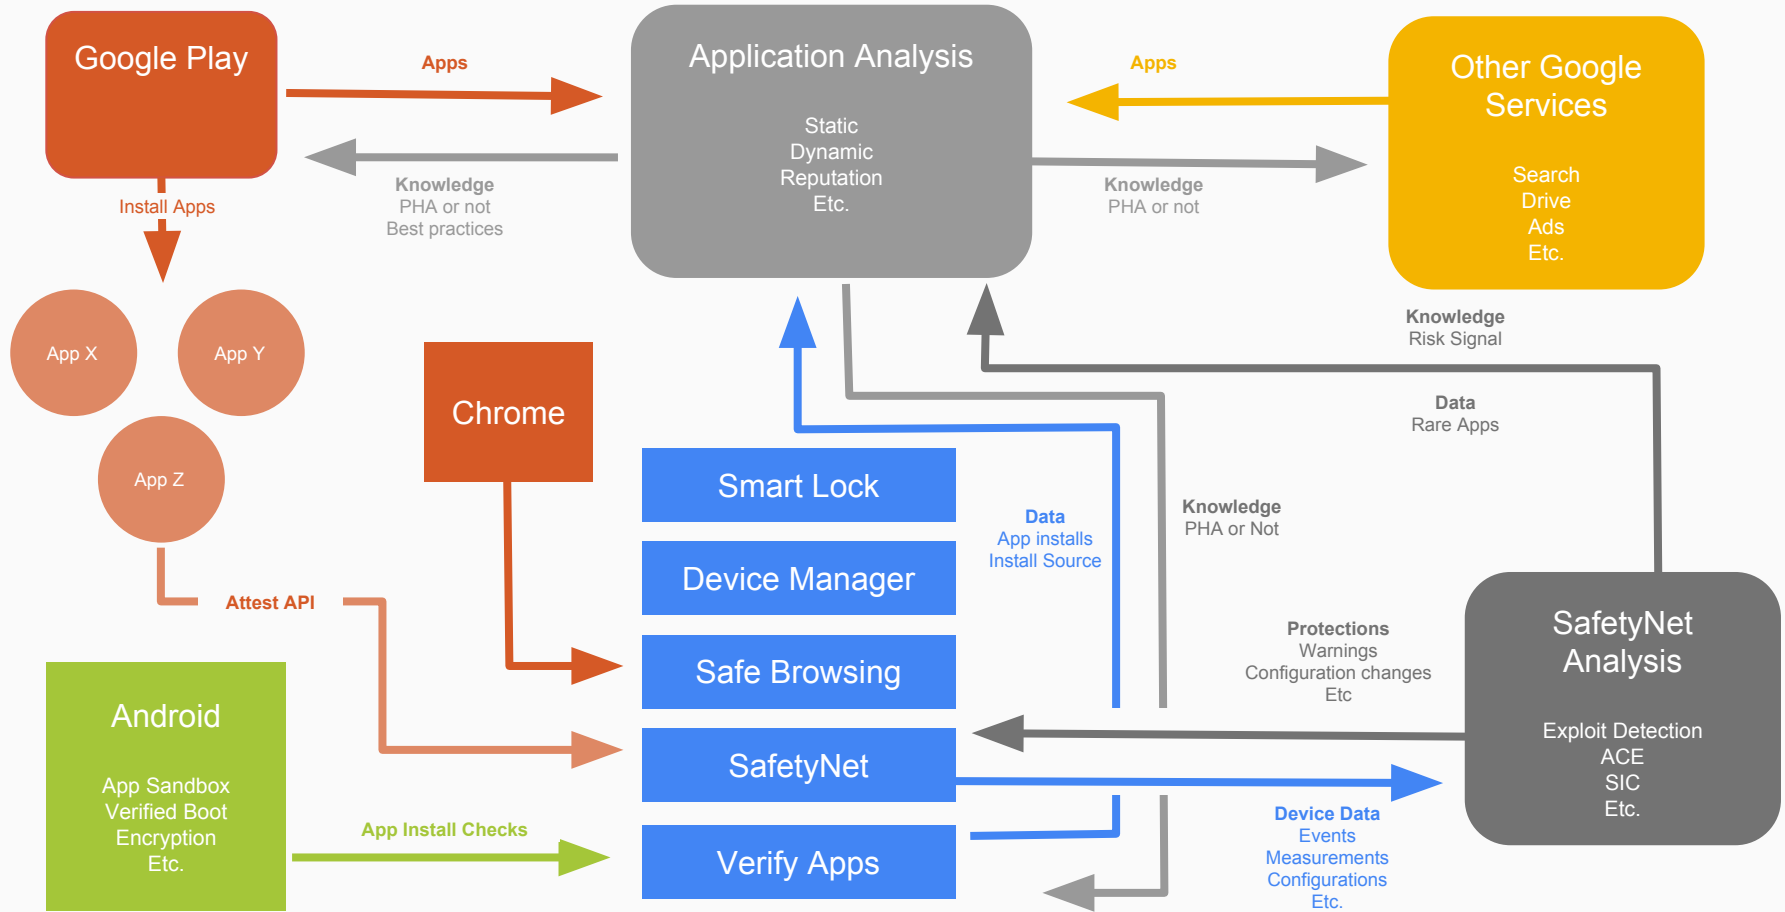 Google Play
Apps
Application Analysis
Static
Dynamic
Reputation
Etc.
Apps
Other Google
Services
Search
Drive
Ads
Etc.
Knowledge
PHA or not
Best practices
Knowledge
PHA or not
Install Apps
App X
App Y
App Z
Chrome
Knowledge
Risk Signal
Data
Rare Apps
Smart Lock
Device Manager
Safe Browsing
SafetyNet
Verify Apps
Data
App installs
Install Source
Knowledge
PHA or Not
Attest API
Android
App Sandbox
Verified Boot
Encryption
Etc.
App Install Checks
Protections
Warnings
Configuration changes
Etc
SafetyNet
Analysis
Exploit Detection
ACE
SIC
Etc.
Device Data
Events
Measurements
Configurations
Etc.